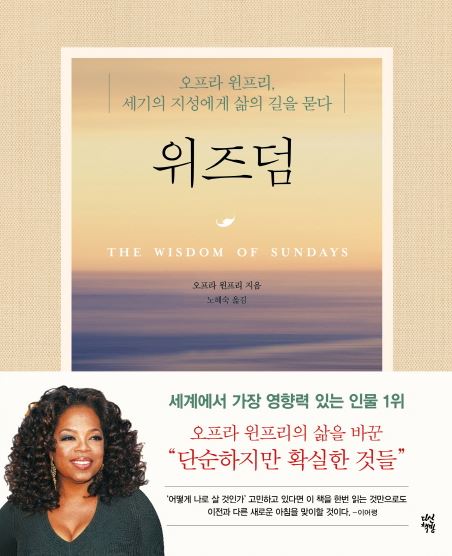 오프라 윈프리,
세기의 지성에게 삶의 길을 묻다
위즈덤
THE WISDOM OF SUNDAYS
오프라 윈프리 지음
노혜숙 옮김
세계에서 가장 영향력 있는 인물 1위
오프라 윈프리의 삶을 바꾼
“단순하지만 확실한 것들”
‘어떻게 나로 살 것인가’ 고민하고 있다면 이 책을 한번 읽는 것만으로도
이전과 다른 새로운 아침을 맞이할 것이다. –이어령
다산
책방